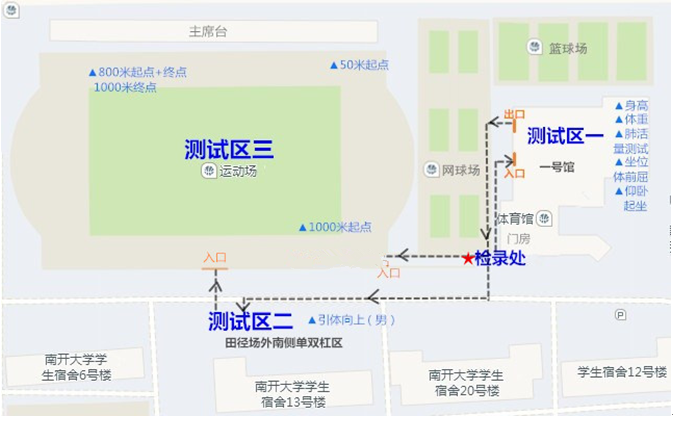 主席台
篮球场
▲800米起点+终点
1000米终点
▲50米起点
出口
▲身高
▲体重
▲肺活
量测试
▲坐位
体前屈
▲仰卧
起坐
测试区一
测试区三
运动场
网球场
入口
一号馆
体育馆
▲1000米起点
门房
入口
入口
★检录处
测试区二
▲引体向上(男)
田径场外南侧单双杠区
P
南开大学学
生宿舍6号楼
南开大学学生
宿舍13号楼
南开大学学生
宿舍20号楼
学生宿舍12号楼